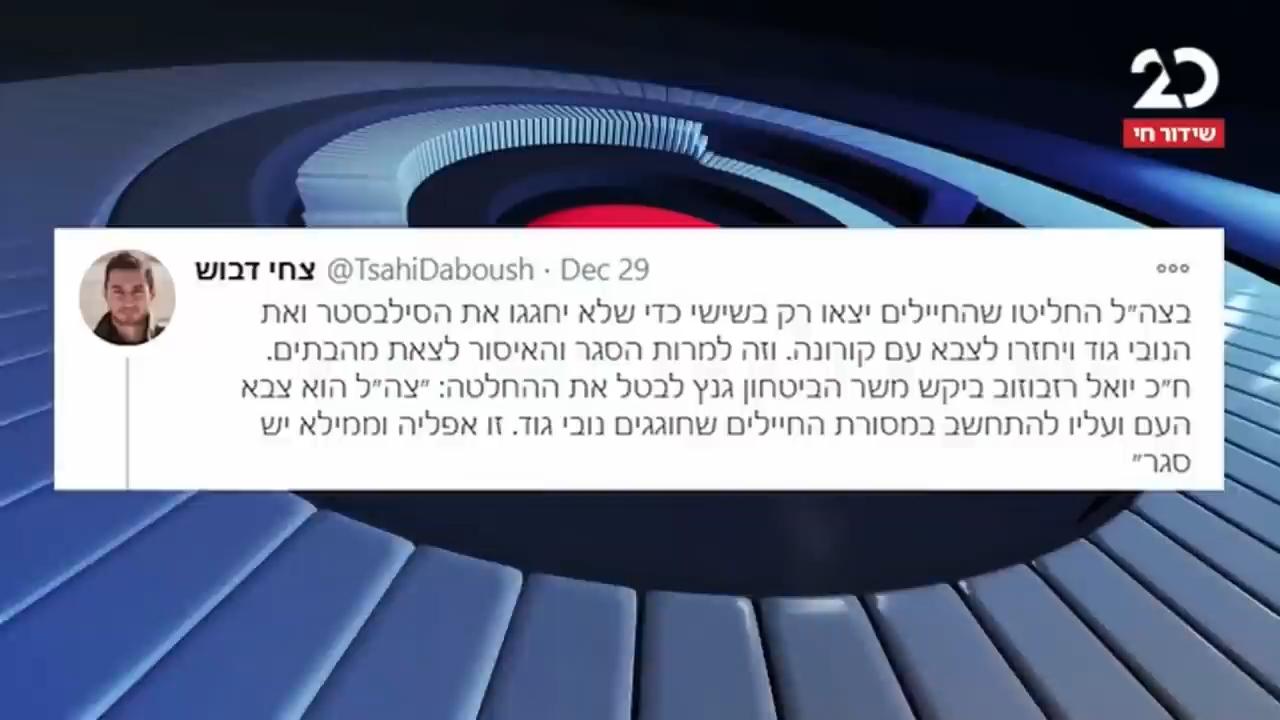 20
שידור חי
צחי דבוש @TsahiDaboush · Dec 29
בצה״ל החליטו שהחיילים יצאו רק בשישי כדי שלא יחגגו את הסילבסטר ואת
הנובי גוד ויחזרו לצבא עם קורונה. וזה למרות הסגר והאיסור לצאת מהבתים.
ח״כ יואל רזבוזוב ביקש משר הביטחון גנץ לבטל את ההחלטה: ״צה״ל הוא צבא
העם ועליו להתחשב במסורת החיילים שחוגגים נובי גוד. זו אפליה וממילא יש
סגר״